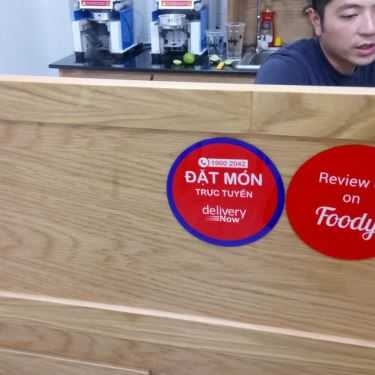 1900 2042
ĐẶT MÓN
TRỰC TUYẾN
delivery
Now
Review
on
Foody